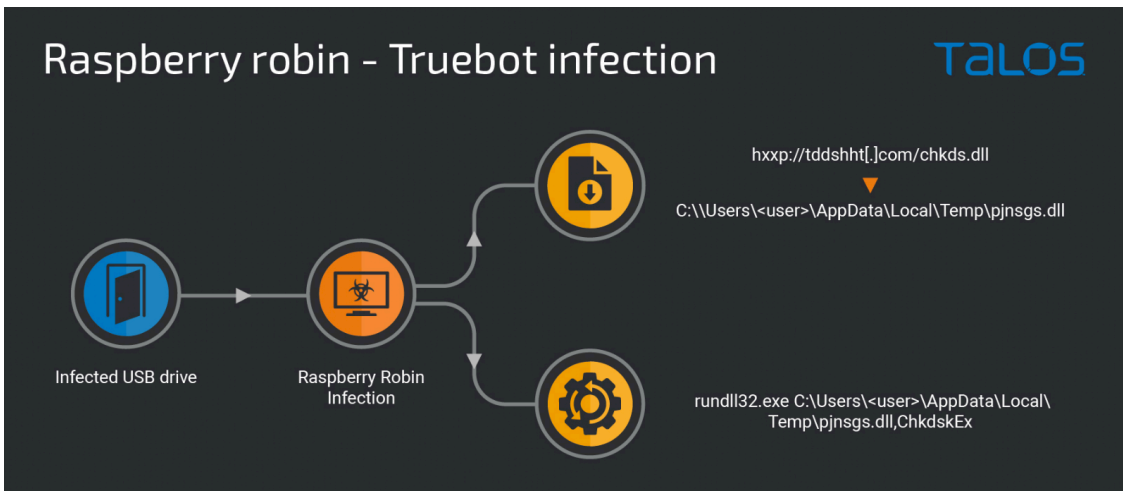 Raspberry robin - Truebot infection
TALOS
hxxp://tddshht[.]com/chkds.dll
C:\\Users\<user>\AppData\Local\Temp\pjnsgs.dll
Infected USB drive
Raspberry Robin
Infection
rundll32.exe C:\Users\<user>\AppData\Local\
Temp\pjnsgs.dll,ChkdskEx